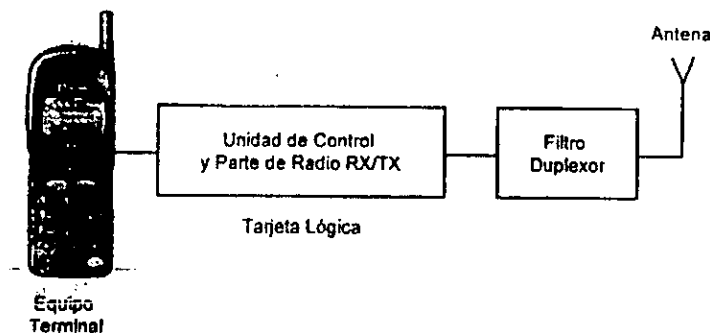 Antena
Unidad de Control
y Parte de Radio RX/TX
Filtro
Duplexor
Tarjeta Lógica
Equipo
Terminal